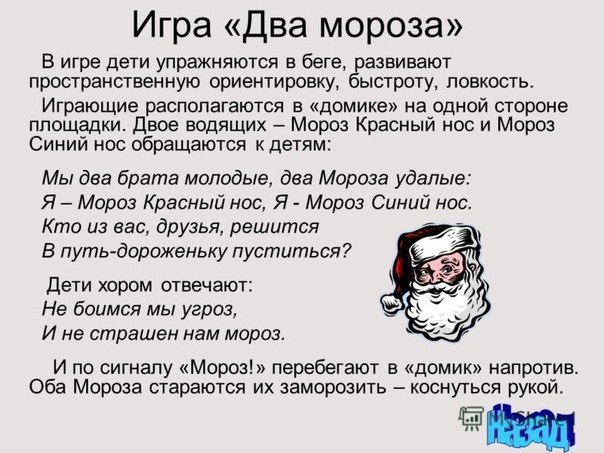 Игра «Два мороза»
В игре дети упражняются в беге, развивают
пространственную ориентировку, быстроту, ловкость.
Играющие располагаются в «домике» на одной стороне
площадки. Двое водящих – Мороз Красный нос и Мороз
Синий нос обращаются к детям:
Мы два брата молодые, два Мороза удалые:
Я – Мороз Красный нос, Я - Мороз Синий нос.
Кто из вас, друзья, решится
В путь-дороженьку пуститься?
Дети хором отвечают:
Не боимся мы угроз,
И не страшен нам мороз.
И по сигналу «Мороз!» перебегают в «домик» напротив.
Оба Мороза стараются их заморозить – коснуться рукой.
Назад